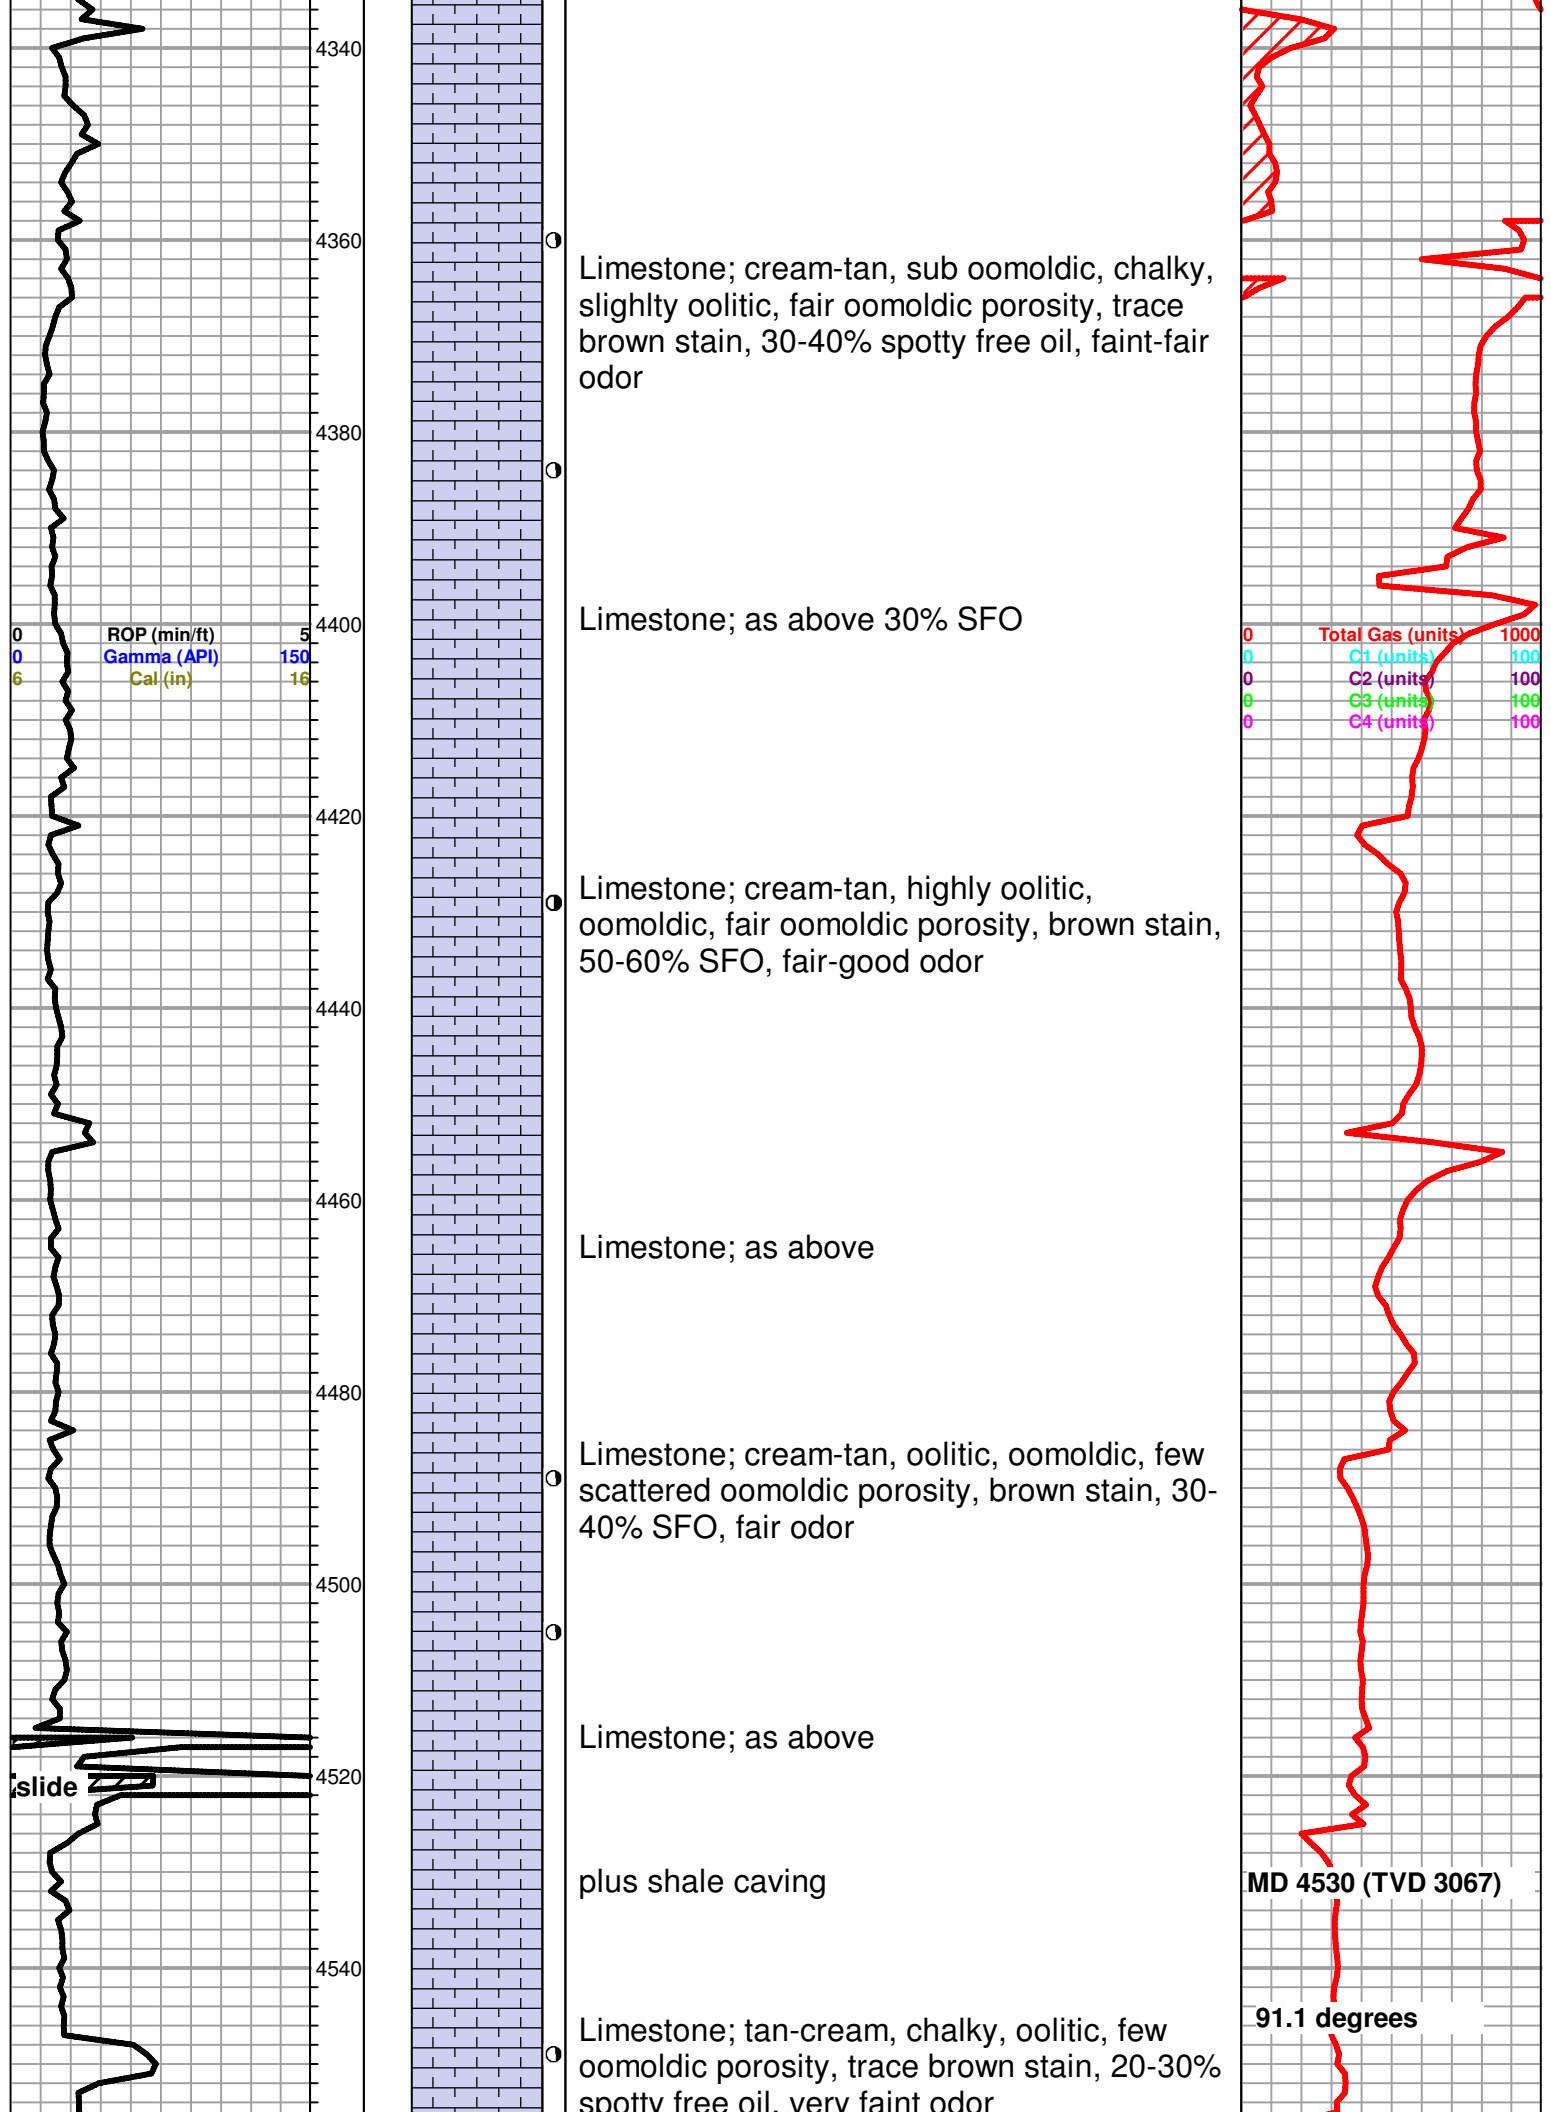 4340
4360
Limestone; cream-tan, sub oomoldic, chalky,
slighlty oolitic, fair oomoldic porosity, trace
brown stain, 30-40% spotty free oil, faint-fair
odor
4380
4400
Limestone; as above 30% SFO
0 ROP (min/ft) 5
0 Gamma (API) 150
6 Cal (in) 16
0 Total Gas (units) 1000
0 C1 (units) 100
0 C2 (units) 100
0 C3 (units) 100
0 C4 (units) 100
4420
Limestone; cream-tan, highly oolitic,
oomoldic, fair oomoldic porosity, brown stain,
50-60% SFO, fair-good odor
4440
4460
Limestone; as above
4480
Limestone; cream-tan, oolitic, oomoldic, few
scattered oomoldic porosity, brown stain, 30-
40% SFO, fair odor
4500
Limestone; as above
4520
slide
plus shale caving
MD 4530 (TVD 3067)
4540
91.1 degrees
Limestone; tan-cream, chalky, oolitic, few
oomoldic porosity, trace brown stain, 20-30%
spotty free oil, very faint odor